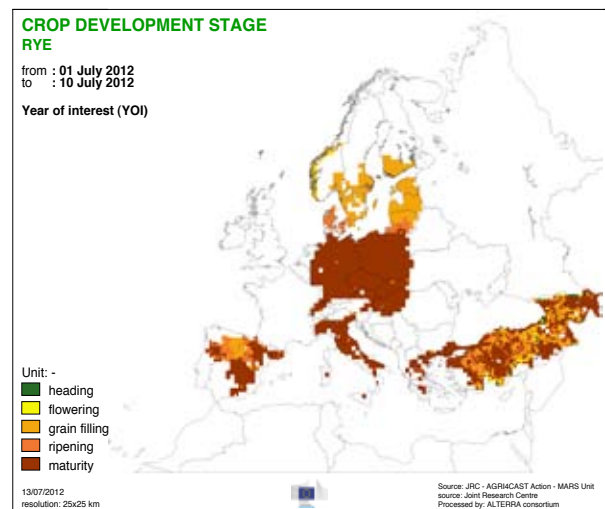 CROP DEVELOPMENT STAGE
RYE
from : 01 July 2012
to : 10 July 2012
Year of interest (YOI)
Unit: -
heading
flowering
grain filling
ripening
maturity
13/07/2012
resolution: 25x25 km
Source: JRC - AGRI4CAST Action - MARS Unit
source: Joint Research Centre
Processed by: ALTERRA consortium